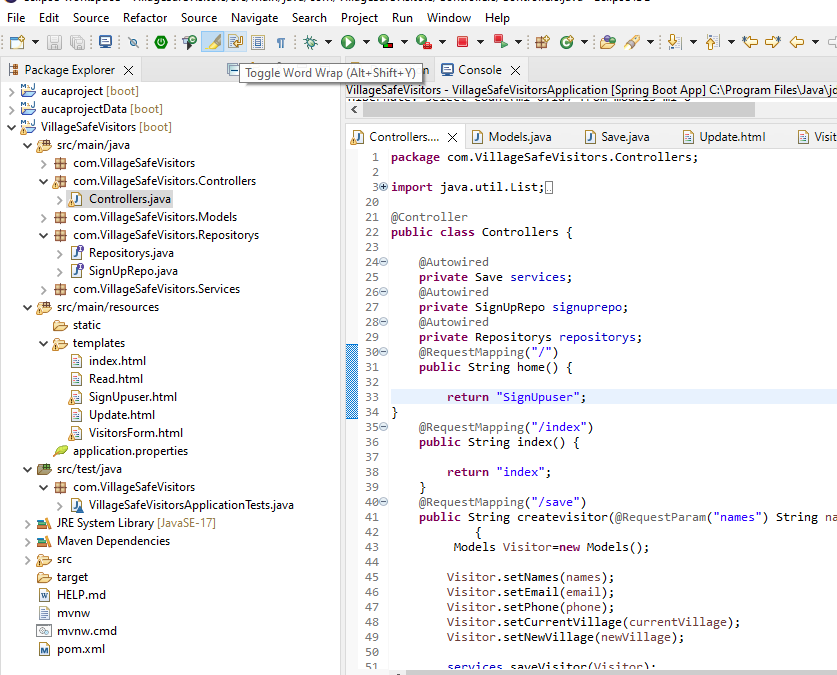 File Edit Source Refactor Source Navigate Search Project Run Window Help
Package Explorer
Toggle Word Wrap (Alt+Shift+Y)
Console
aucaproject [boot]
aucaprojectData [boot]
VillageSafeVisitors [boot]
src/main/java
com.VillageSafeVisitors
com.VillageSafeVisitors.Controllers
Controllers.java
com.VillageSafeVisitors.Models
com.VillageSafeVisitors.Repositorys
Repositorys.java
SignUpRepo.java
com.VillageSafeVisitors.Services
src/main/resources
static
templates
index.html
Read.html
SignUpuser.html
Update.html
VisitorsForm.html
application.properties
src/test/java
com.VillageSafeVisitors
VillageSafeVisitorsApplicationTests.java
JRE System Library [JavaSE-17]
Maven Dependencies
src
target
HELP.md
mvnw
mvnw.cmd
pom.xml
VillageSafeVisitors - VillageSafeVisitorsApplication [Spring Boot App] C:\Program Files\Java\jd
Controllers.... Models.java Save.java Update.html Visit
1 package com.VillageSafeVisitors.Controllers;
2
3 import java.util.List;
20
21 @Controller
22 public class Controllers {
23
24 @Autowired
25 private Save services;
26 @Autowired
27 private SignUpRepo signuprepo;
28 @Autowired
29 private Repositorys repositorys;
30 @RequestMapping("/")
31 public String home() {
32
33 return "SignUpuser";
34 }
35 @RequestMapping("/index")
36 public String index() {
37
38 return "index";
39 }
40 @RequestMapping("/save")
41 public String createvisitor(@RequestParam("names") String na
42 {
43 Models Visitor=new Models();
44
45 Visitor.setNames(names);
46 Visitor.setEmail(email);
47 Visitor.setPhone(phone);
48 Visitor.setCurrentVillage(currentVillage);
49 Visitor.setNewVillage(newVillage);
50
51 services.saveVisitor(Visitor);